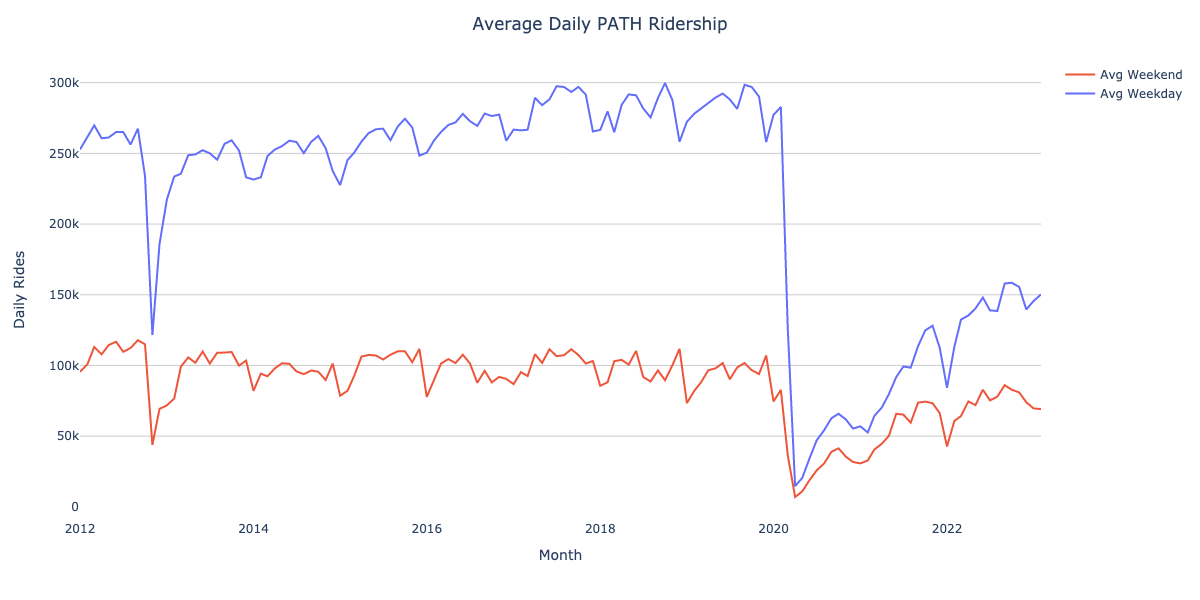 Average Daily PATH Ridership
Avg Weekend
Avg Weekday
300k
250k
200k
150k
100k
50k
0
Daily Rides
2012 2014 2016 2018 2020 2022
Month